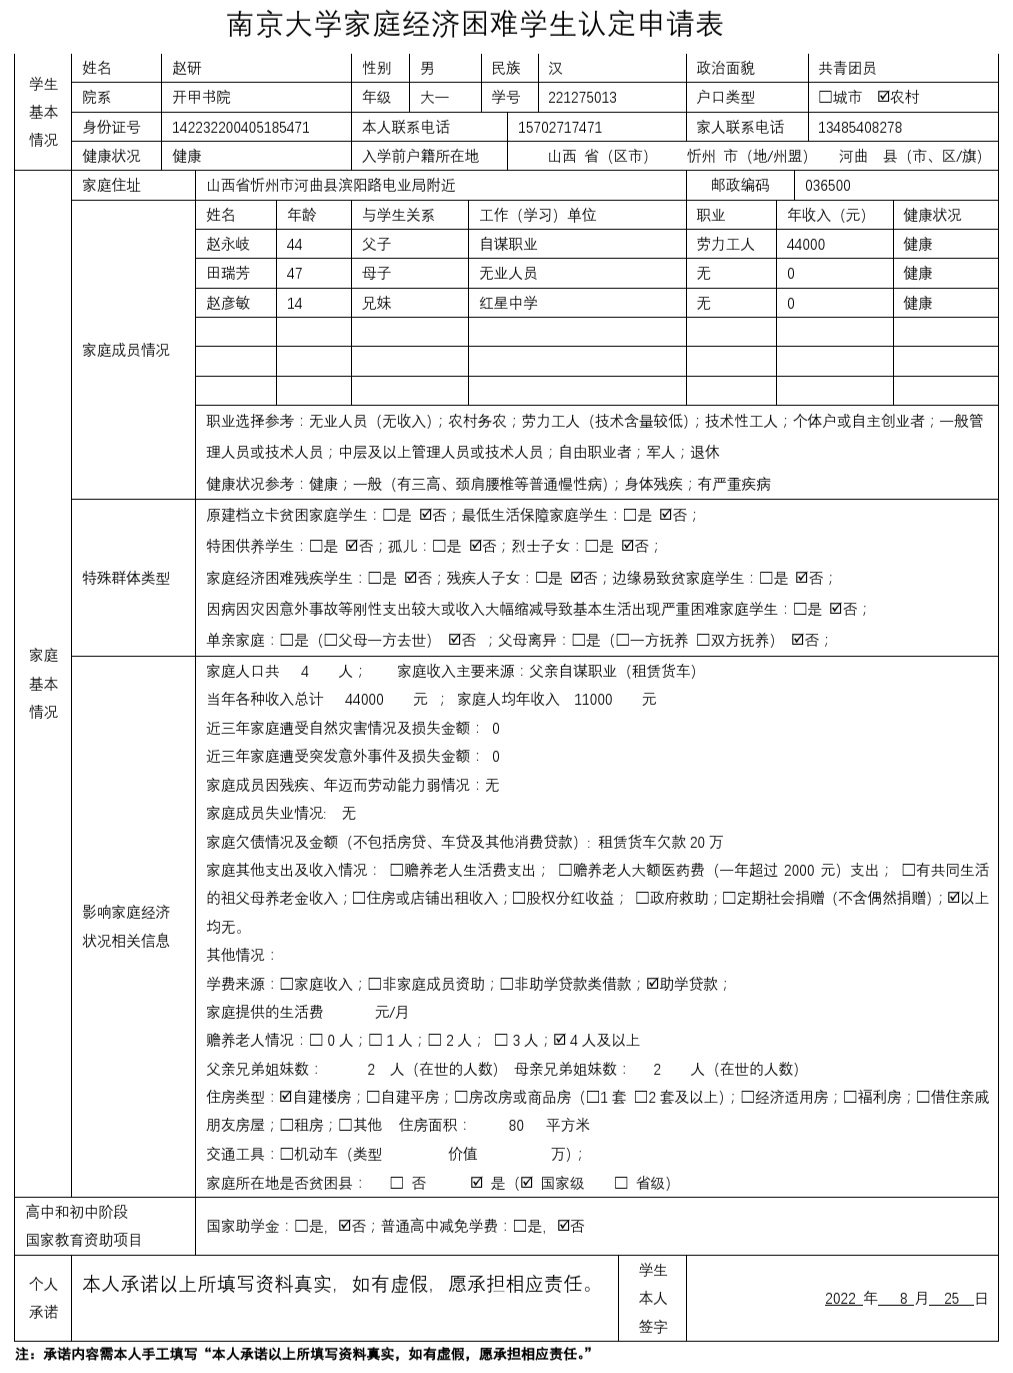 南京大学家庭经济困难学生认定申请表
学生基本情况
姓名 赵研 性别 男 民族 汉 政治面貌 共青团员
院系 开甲书院 年级 大一 学号 221275013 户口类型 ☐城市 ☑农村
身份证号 142232200405185471 本人联系电话 15702717471 家人联系电话 13485408278
健康状况 健康 入学前户籍所在地 山西 省（区市） 忻州 市（地/州盟） 河曲 县（市、区/旗）
家庭基本情况
家庭住址 山西省忻州市河曲县滨阳路电业局附近 邮政编码 036500
家庭成员情况
姓名 年龄 与学生关系 工作（学习）单位 职业 年收入（元） 健康状况
赵永岐 44 父子 自谋职业 劳力工人 44000 健康
田瑞芳 47 母子 无业人员 无 0 健康
赵彦敏 14 兄妹 红星中学 无 0 健康
职业选择参考：无业人员（无收入）；农村务农；劳力工人（技术含量较低）；技术性工人；个体户或自主创业者；一般管
理人员或技术人员；中层及以上管理人员或技术人员；自由职业者；军人；退休
健康状况参考：健康；一般（有三高、颈肩腰椎等普通慢性病）；身体残疾；有严重疾病
特殊群体类型
原建档立卡贫困家庭学生：☐是 ☑否；最低生活保障家庭学生：☐是 ☑否；
特困供养学生：☐是 ☑否；孤儿：☐是 ☑否；烈士子女：☐是 ☑否；
家庭经济困难残疾学生：☐是 ☑否；残疾人子女：☐是 ☑否；边缘易致贫家庭学生：☐是 ☑否；
因病因灾因意外事故等刚性支出较大或收入大幅缩减导致基本生活出现严重困难家庭学生：☐是 ☑否；
单亲家庭：☐是（☐父母一方去世） ☑否 ；父母离异：☐是（☐一方抚养 ☐双方抚养） ☑否；
影响家庭经济
状况相关信息
家庭人口共 4 人； 家庭收入主要来源：父亲自谋职业（租赁货车）
当年各种收入总计 44000 元 ； 家庭人均年收入 11000 元
近三年家庭遭受自然灾害情况及损失金额： 0
近三年家庭遭受突发意外事件及损失金额： 0
家庭成员因残疾、年迈而劳动能力弱情况：无
家庭成员失业情况: 无
家庭欠债情况及金额（不包括房贷、车贷及其他消费贷款）: 租赁货车欠款 20 万
家庭其他支出及收入情况： ☐赡养老人生活费支出； ☐赡养老人大额医药费（一年超过 2000 元）支出； ☐有共同生活
的祖父母养老金收入；☐住房或店铺出租收入；☐股权分红收益； ☐政府救助；☐定期社会捐赠（不含偶然捐赠）；☑以上
均无。
其他情况：
学费来源：☐家庭收入；☐非家庭成员资助；☐非助学贷款类借款；☑助学贷款；
家庭提供的生活费 元/月
赡养老人情况：☐ 0 人；☐ 1 人；☐ 2 人； ☐ 3 人；☑ 4 人及以上
父亲兄弟姐妹数： 2 人（在世的人数） 母亲兄弟姐妹数： 2 人（在世的人数）
住房类型：☑自建楼房；☐自建平房；☐房改房或商品房（☐1 套 ☐2 套及以上）；☐经济适用房；☐福利房；☐借住亲戚
朋友房屋；☐租房；☐其他 住房面积： 80 平方米
交通工具：☐机动车（类型 价值 万）；
家庭所在地是否贫困县： ☐ 否 ☑ 是（☑ 国家级 ☐ 省级）
高中和初中阶段
国家教育资助项目
国家助学金：☐是，☑否；普通高中减免学费：☐是，☑否
个人
承诺
本人承诺以上所填写资料真实，如有虚假，愿承担相应责任。
学生
本人
签字
2022 年 8 月 25 日
注：承诺内容需本人手工填写“本人承诺以上所填写资料真实，如有虚假，愿承担相应责任。”